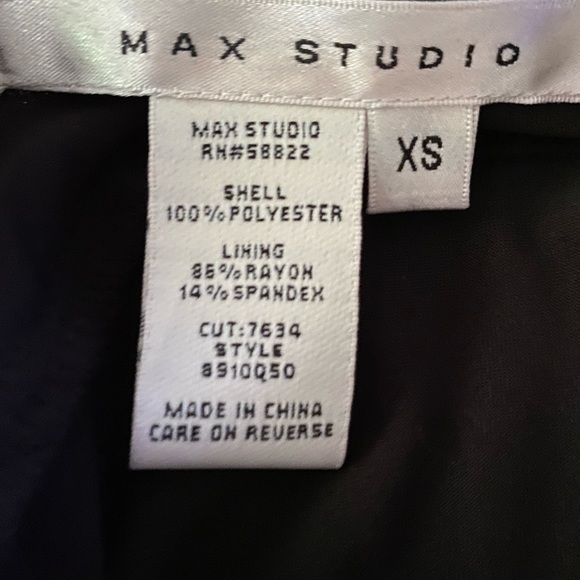 MAX STUDIO
MAX STUDIO
RN#58822
XS
SHELL
100%POLYESTER
LINING
86%RAYON
14%SPANDEX
CUT:7634
STYLE
8910Q50
MADE IN CHINA
CARE ON REVERSE